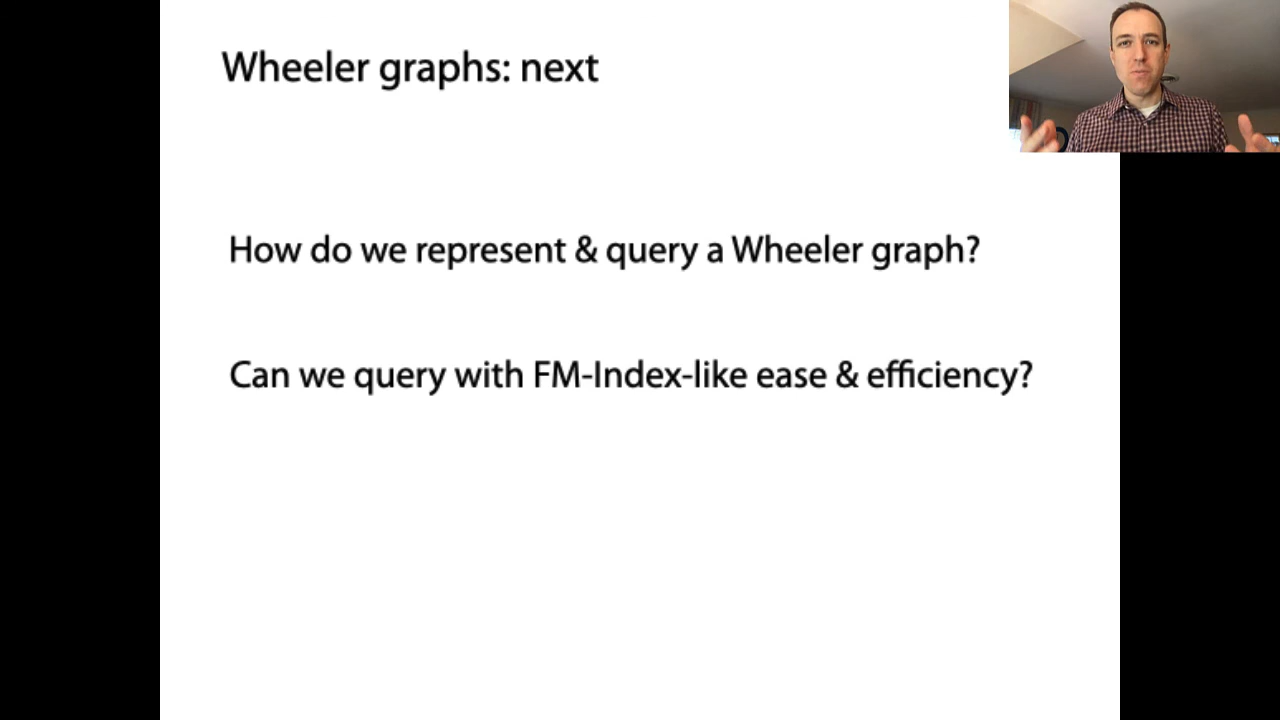 Wheeler graphs: next
How do we represent & query a Wheeler graph?
Can we query with FM-Index-like ease & efficiency?